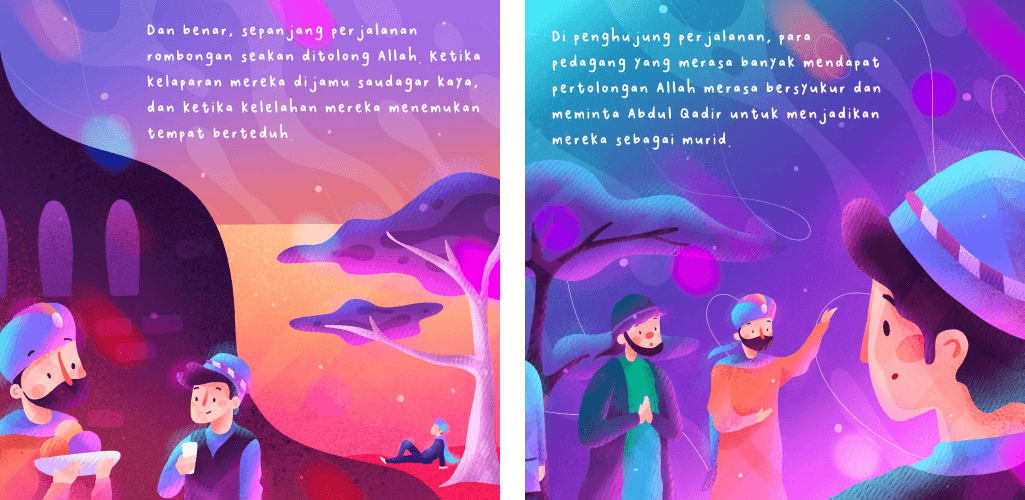 Dan benar, sepanjang perjalanan
rombongan seakan ditolong Allah. Ketika
kelaparan mereka dijamu saudagar kaya,
dan ketika kelelahan mereka menemukan
tempat berteduh.
Di penghujung perjalanan, para
pedagang yang merasa banyak mendapat
pertolongan Allah merasa bersyukur dan
meminta Abdul Qadir untuk menjadikan
mereka sebagai murid.